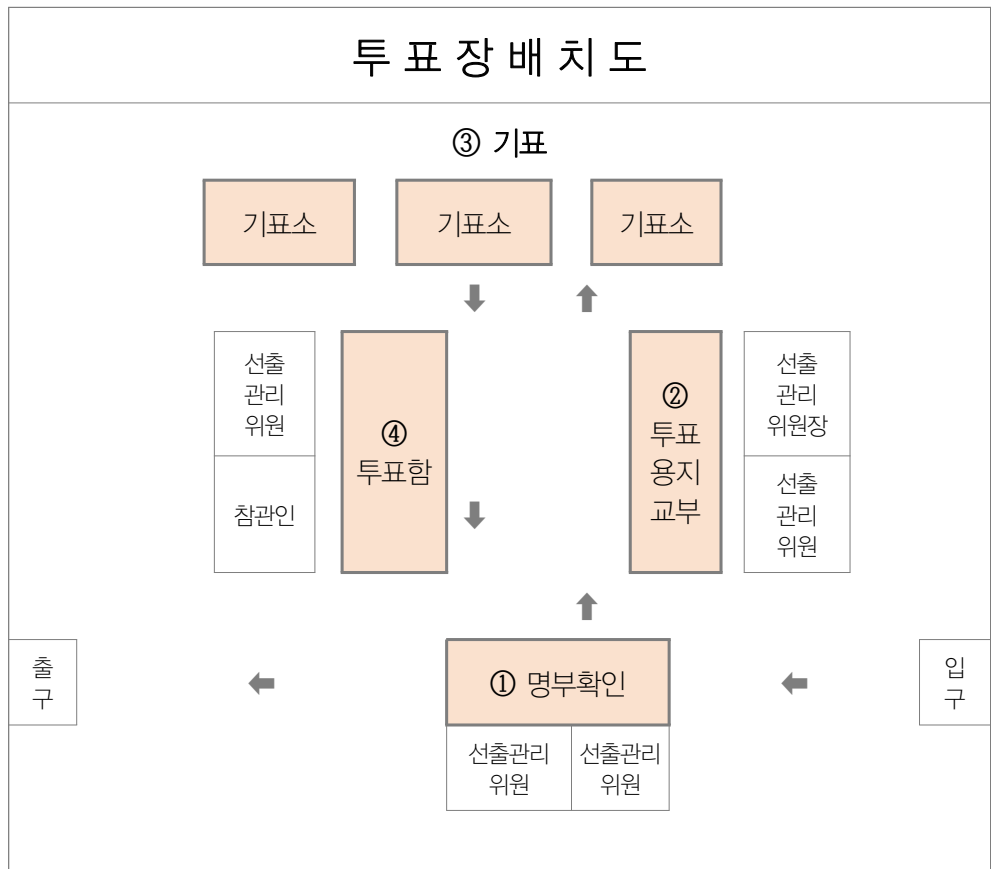 투 표 장 배 치 도
③ 기표
기표소
기표소
기표소
선출
관리
위원
참관인
④
투표함
②
투표
용지
교부
선출
관리
위원장
선출
관리
위원
출
구
① 명부확인
입
구
선출관리
위원
선출관리
위원